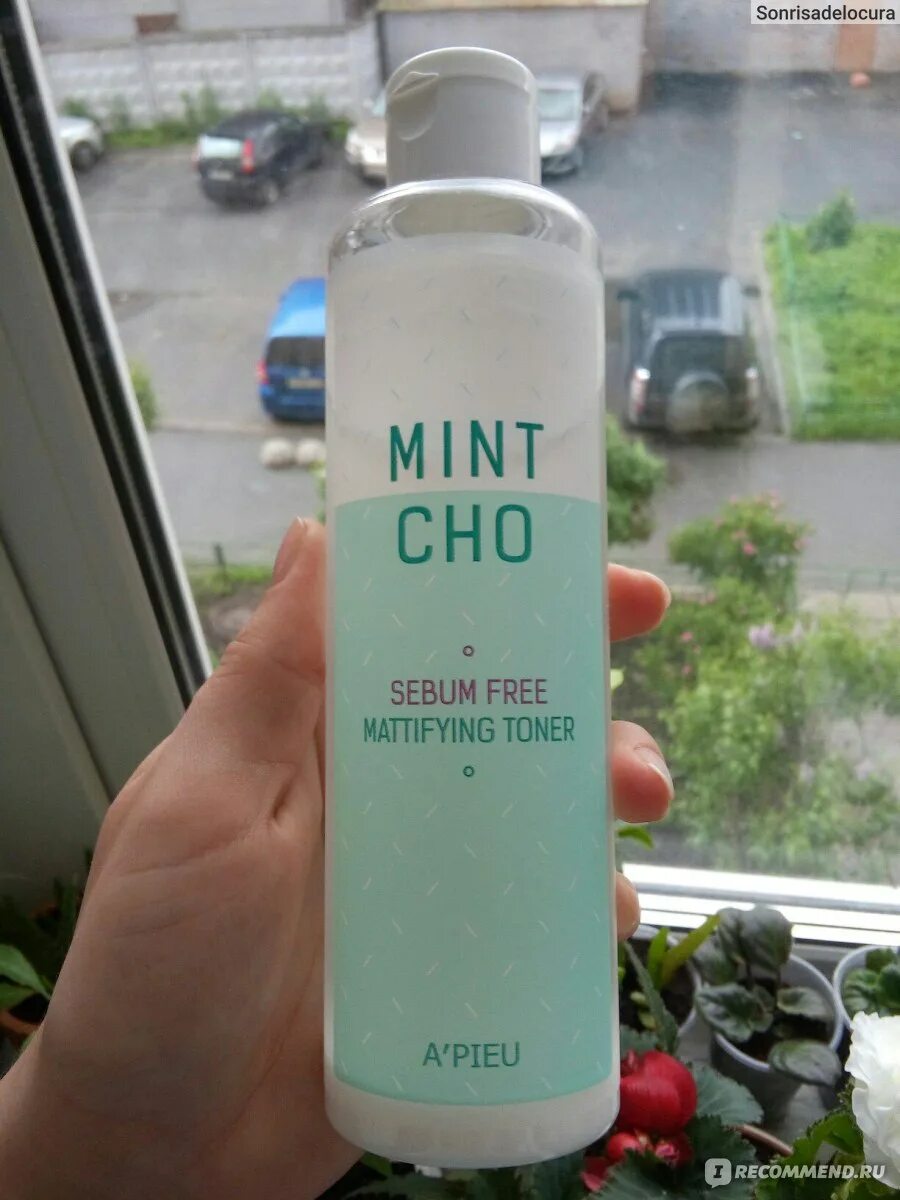 Sonrisadelocura
MINT
CHO
SEBUM FREE
MATTIFYING TONER
A'PIEU
I RECOMMEND.RU